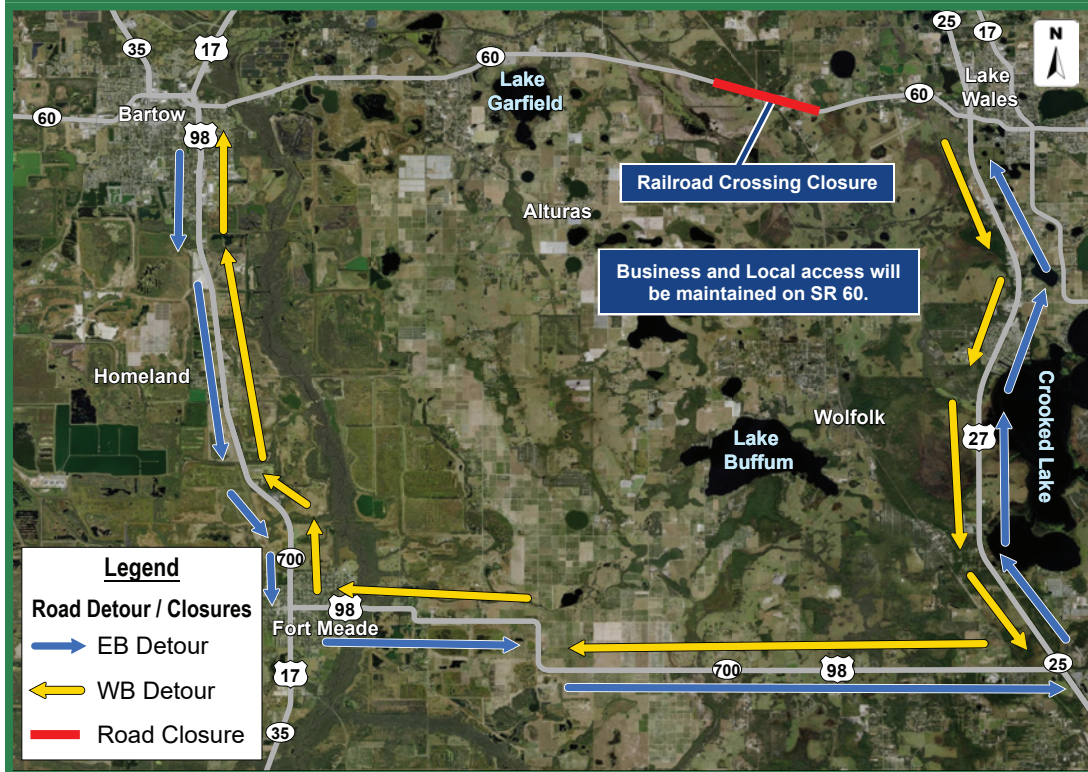 35
17
60
25
17
N
Lake
Garfield
Lake
Wales
60
Bartow
60
98
Railroad Crossing Closure
Alturas
Business and Local access will
be maintained on SR 60.
Homeland
Crooked Lake
Wolfolk
27
Lake
Buffum
700
Legend
Road Detour / Closures
EB Detour
WB Detour
Road Closure
98
Fort Meade
17
35
700
98
25